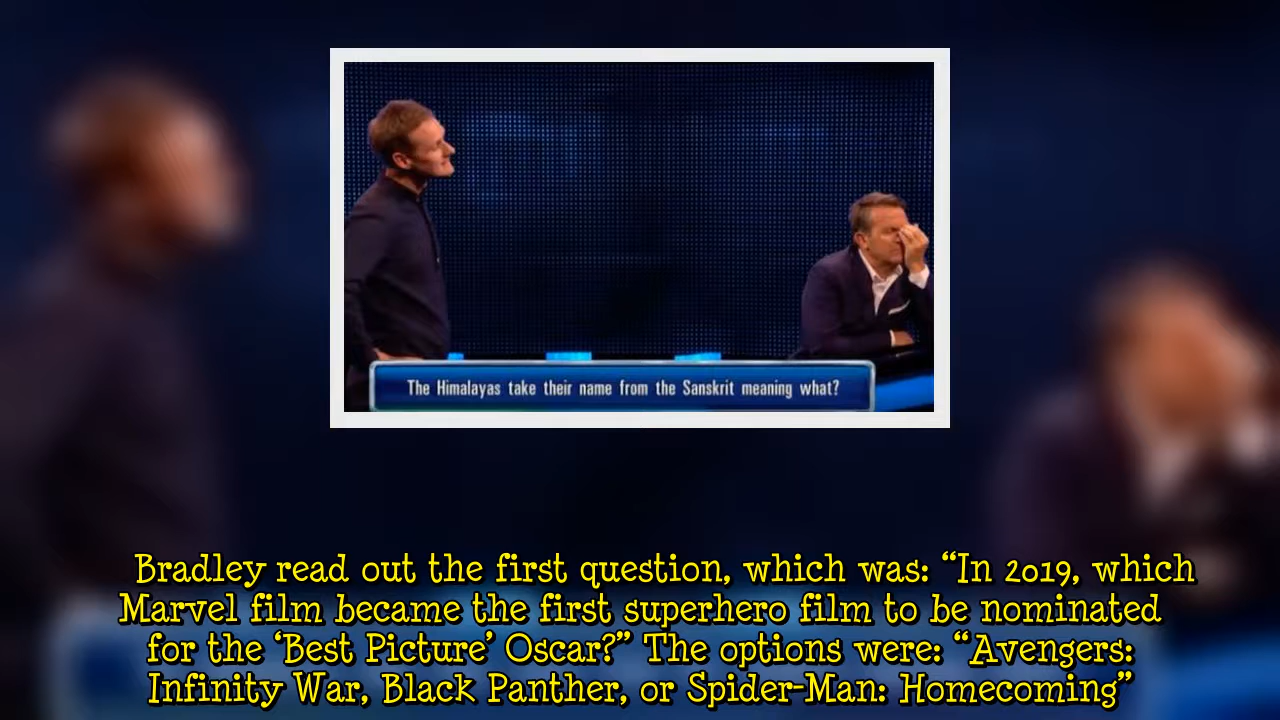 The Himalayas take their name from the Sanskrit meaning what?
Bradley read out the first question, which was: “In 2019, which
Marvel film became the first superhero film to be nominated
for the ‘Best Picture’ Oscar?” The options were: “Avengers:
Infinity War, Black Panther, or Spider-Man: Homecoming”